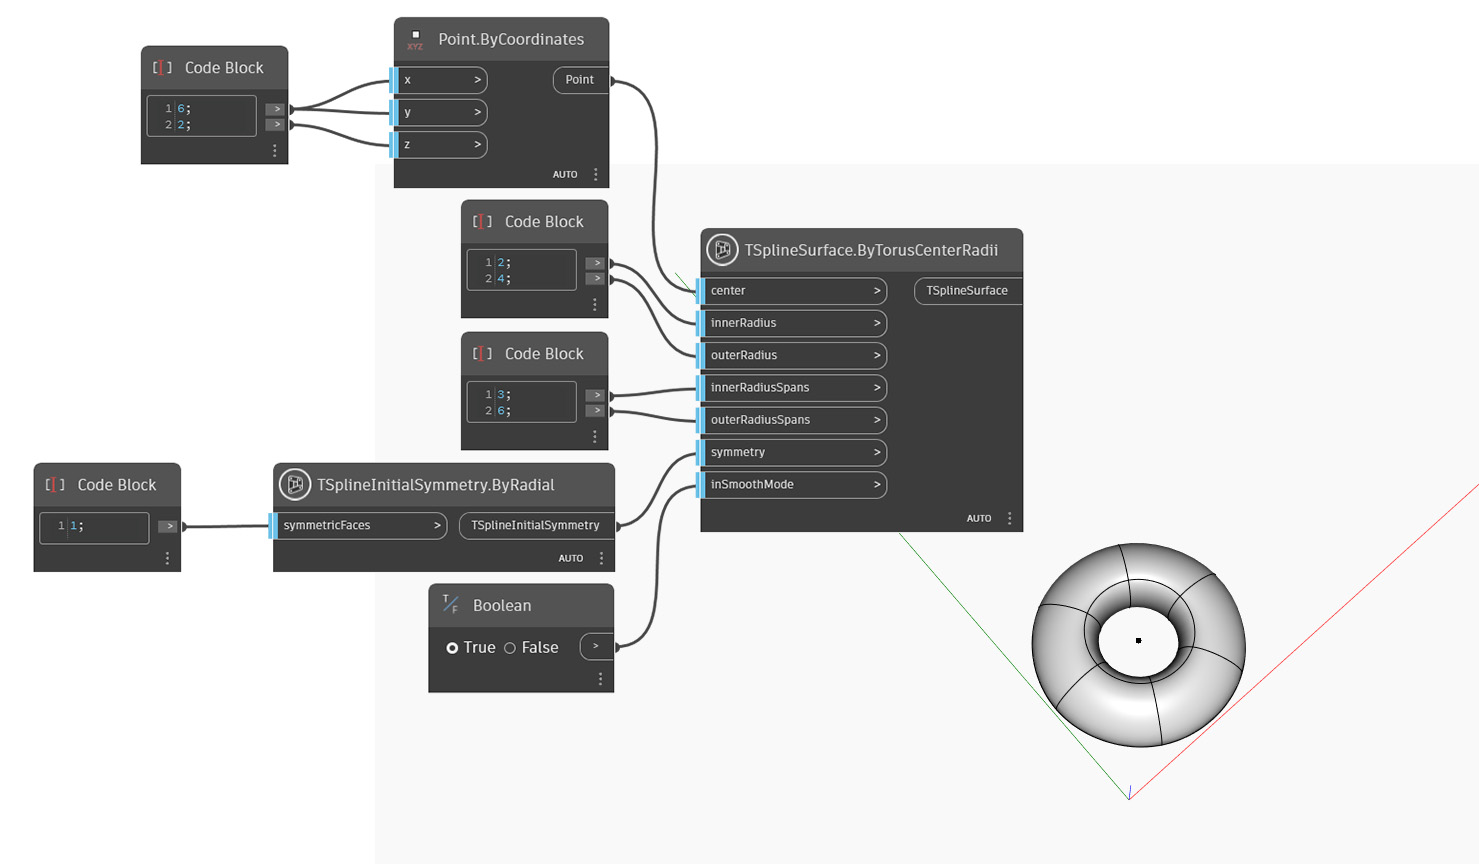 Code Block
1 6;
2 2;
>
>
XYZ
Point.ByCoordinates
x >
Point
y >
z >
AUTO
Code Block
1 2;
2 4;
>
>
Code Block
1 3;
2 6;
>
>
TSplineSurface.ByTorusCenterRadii
center >
TSplineSurface
innerRadius >
outerRadius >
innerRadiusSpans >
outerRadiusSpans >
symmetry >
inSmoothMode >
AUTO
Code Block
1 1;
>
TSplineInitialSymmetry.ByRadial
symmetricFaces >
TSplineInitialSymmetry
AUTO
T/F
Boolean
True False
>